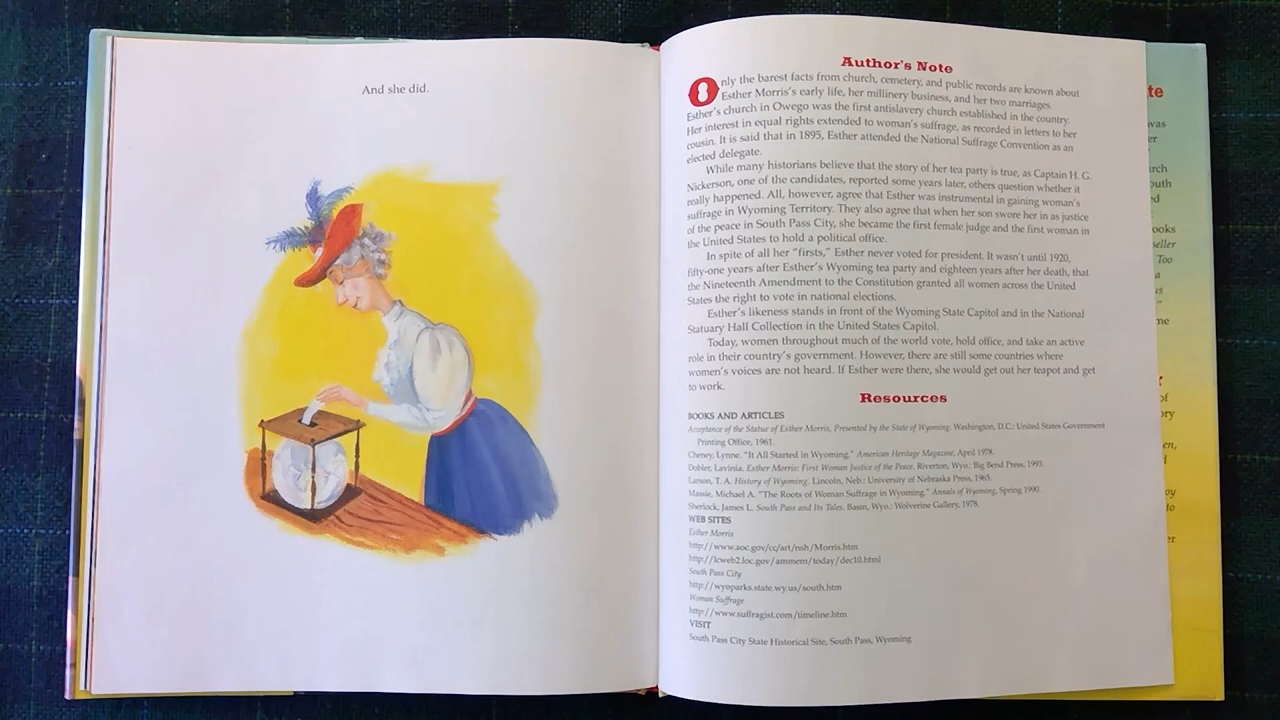 And she did.
Author's Note
Only the barest facts from church, cemetery, and public records are known about
Esther Morris's early life, her millinery business, and her two marriages.
Esther's church in Owego was the first antislavery church established in the country.
Her interest in equal rights extended to woman's suffrage, as recorded in letters to her
cousin. It is said that in 1895, Esther attended the National Suffrage Convention as an
elected delegate.
While many historians believe that the story of her tea party is true, as Captain H. G.
Nickerson, one of the candidates, reported some years later, others question whether it
really happened. All, however, agree that Esther was instrumental in gaining woman's
suffrage in Wyoming Territory. They also agree that when her son swore her in as justice
of the peace in South Pass City, she became the first female judge and the first woman in
the United States to hold a political office.
In spite of all her "firsts," Esther never voted for president. It wasn't until 1920,
fifty-one years after Esther's Wyoming tea party and eighteen years after her death, that
the Nineteenth Amendment to the Constitution granted all women across the United
States the right to vote in national elections.
Esther's likeness stands in front of the Wyoming State Capitol and in the National
Statuary Hall Collection in the United States Capitol.
Today, women throughout much of the world vote, hold office, and take an active
role in their country's government. However, there are still some countries where
women's voices are not heard. If Esther were there, she would get out her teapot and get
to work.
Resources
BOOKS AND ARTICLES
Acceptance of the Statue of Esther Morris, Presented by the State of Wyoming. Washington, D.C.: United States Government
Printing Office, 1961.
Cheney, Lynne. "It All Started in Wyoming." American Heritage Magazine, April 1978.
Dobler, Lavinia. Esther Morris: First Woman Justice of the Peace. Riverton, Wyo.: Big Bend Press, 1993.
Larson, T. A. History of Wyoming. Lincoln, Neb.: University of Nebraska Press, 1965.
Massie, Michael A. "The Roots of Woman Suffrage in Wyoming." Annals of Wyoming, Spring 1990.
Sherlock, James L. South Pass and Its Tales. Basin, Wyo.: Wolverine Gallery, 1978.
WEB SITES
Esther Morris
http://www.aoc.gov/cc/art/nsh/Morris.htm
http://lcweb2.loc.gov/ammem/today/dec10.html
South Pass City
http://wyoparks.state.wy.us/south.htm
Woman Suffrage
http://www.suffragist.com/timeline.htm
VISIT
South Pass City State Historical Site, South Pass, Wyoming